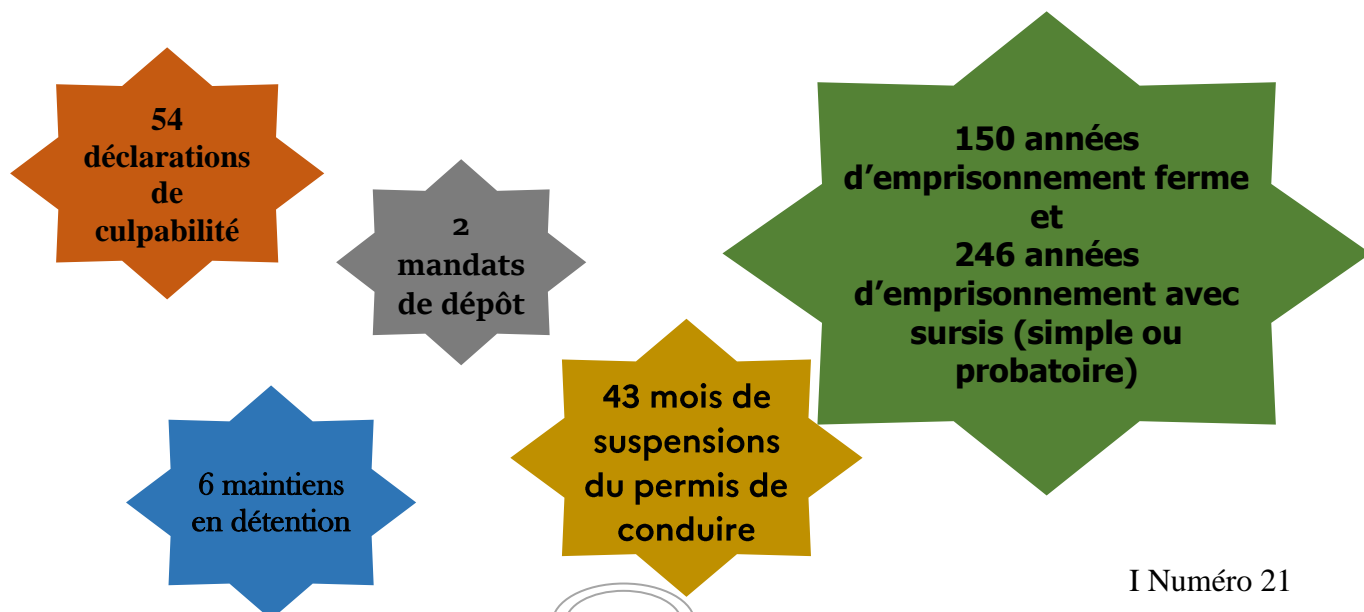 54
déclarations
de
culpabilité
2
mandats
de dépôt
150 années
d’emprisonnement ferme
et
246 années
d’emprisonnement avec
sursis (simple ou
probatoire)
43 mois de
suspensions
du permis de
conduire
6 maintiens
en détention
I Numéro 21